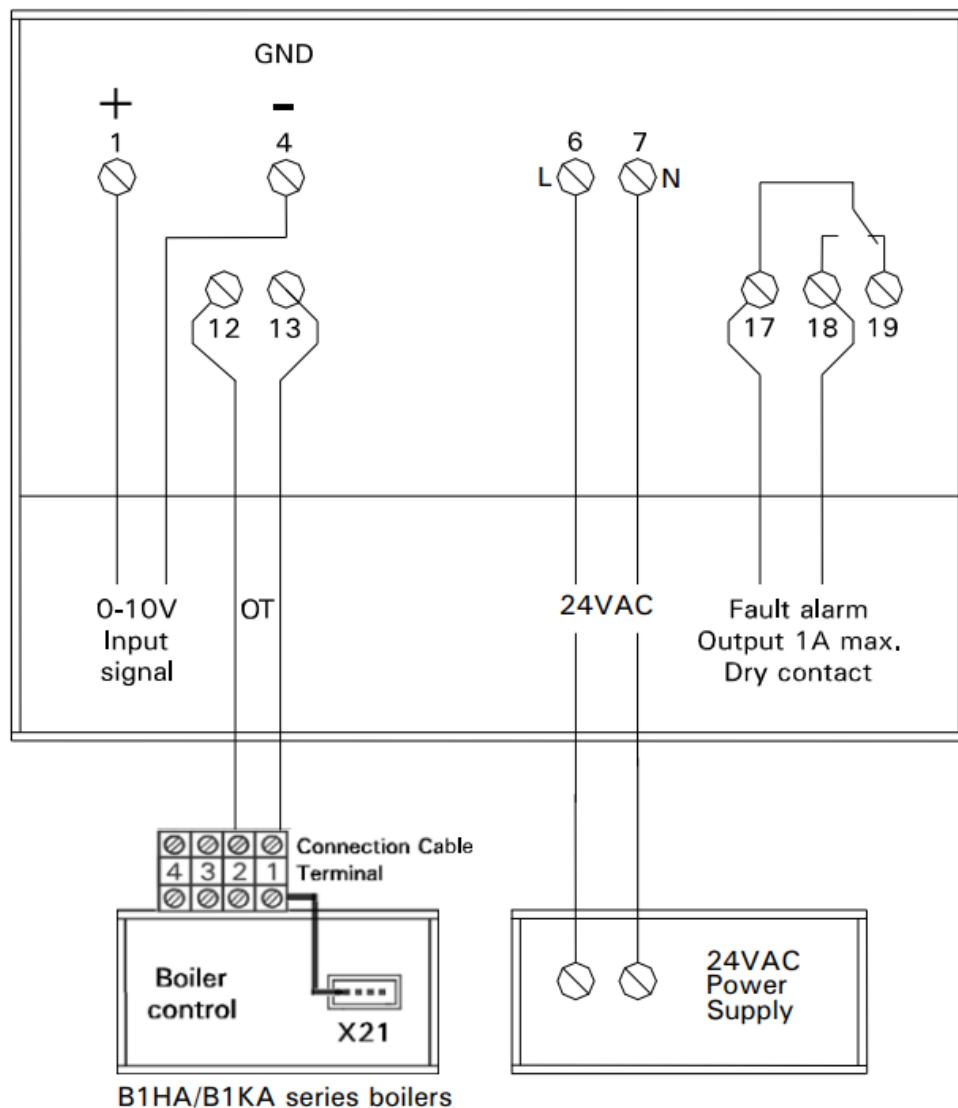 GND
+
-
1
4
6
7
L
N
12
13
17
18
19
0-10V
Input
signal
OT
24VAC
Fault alarm
Output 1A max.
Dry contact
4 3 2 1
Connection Cable
Terminal
Boiler
control
X21
24VAC
Power
Supply
B1HA/B1KA series boilers